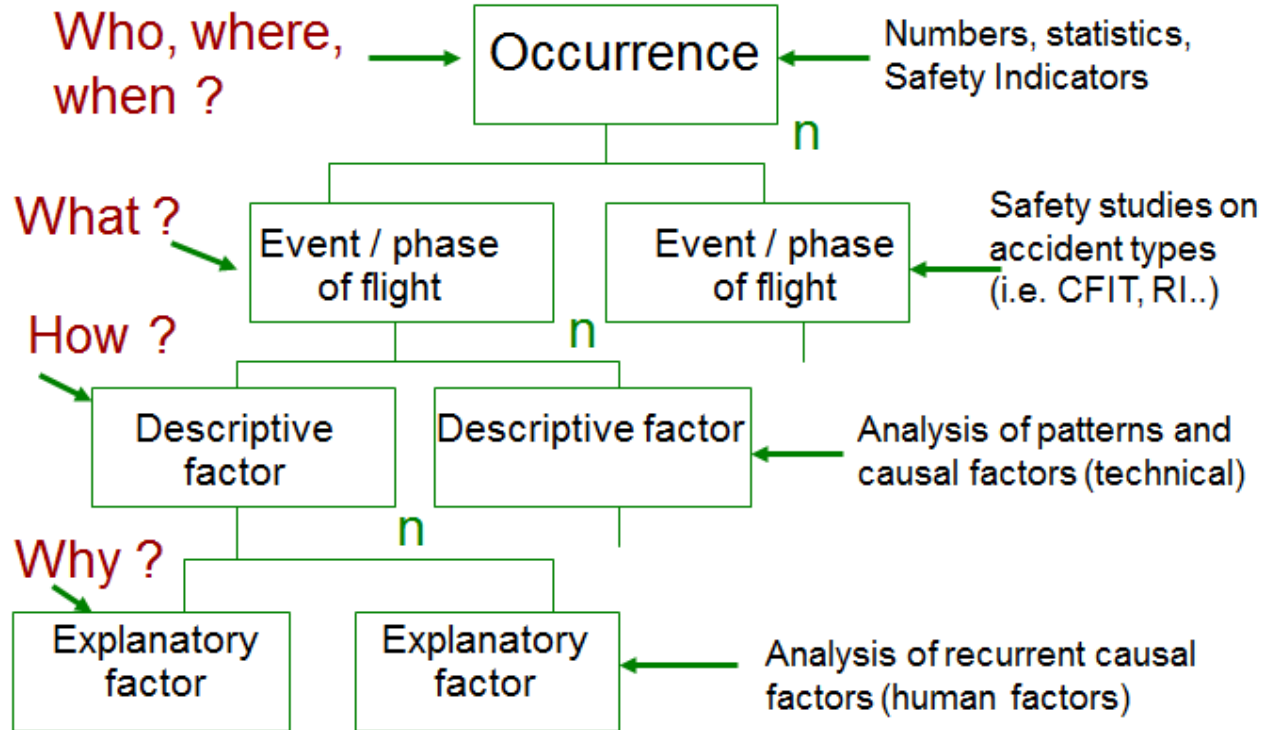 Who, where,
when ?
Occurrence
Numbers, statistics,
Safety Indicators
n
What ?
Event / phase
of flight
Event / phase
of flight
Safety studies on
accident types
(i.e. CFIT, RI..)
How ?
n
Descriptive
factor
Descriptive factor
Analysis of patterns and
causal factors (technical)
n
Why ?
Explanatory
factor
Explanatory
factor
Analysis of recurrent causal
factors (human factors)